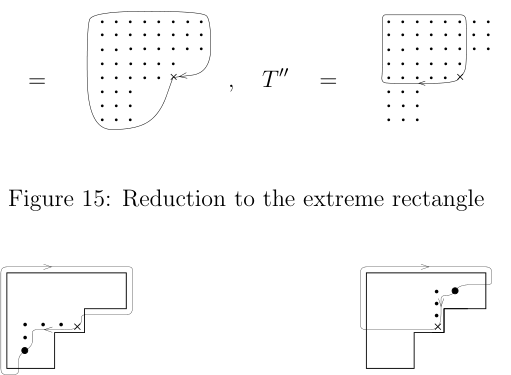 = , T″ =
Figure 15: Reduction to the extreme rectangle